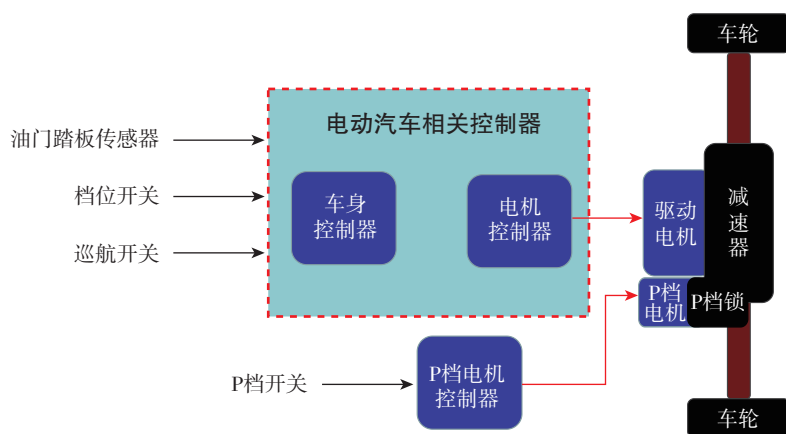 车轮
电动汽车相关控制器
油门踏板传感器
档位开关
巡航开关
车身
控制器
电机
控制器
驱动
电机
减
速
器
P档
电机
P档锁
P档开关
P档电机
控制器
车轮